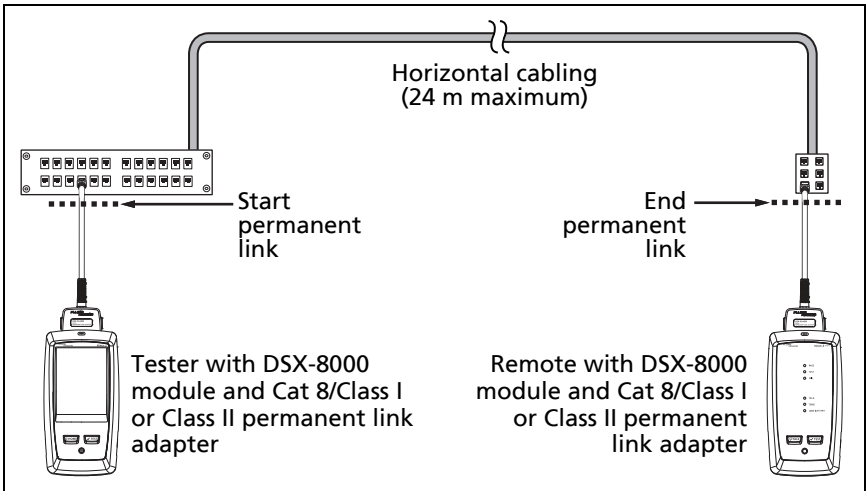 Horizontal cabling
(24 m maximum)
Start
permanent
link
End
permanent
link
Tester with DSX-8000
module and Cat 8/Class I
or Class II permanent link
adapter
Remote with DSX-8000
module and Cat 8/Class I
or Class II permanent
link adapter